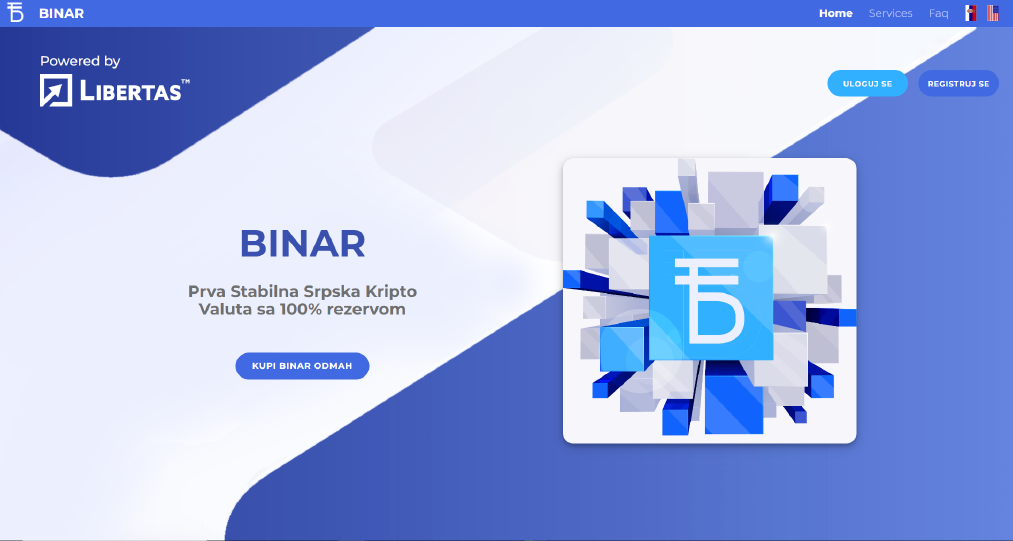 BINAR
Home Services Faq
Powered by
LIBERTAS™
ULOGUJ SE
REGISTRUJ SE
BINAR
Prva Stabilna Srpska Kripto
Valuta sa 100% rezervom
KUPI BINAR ODMAH